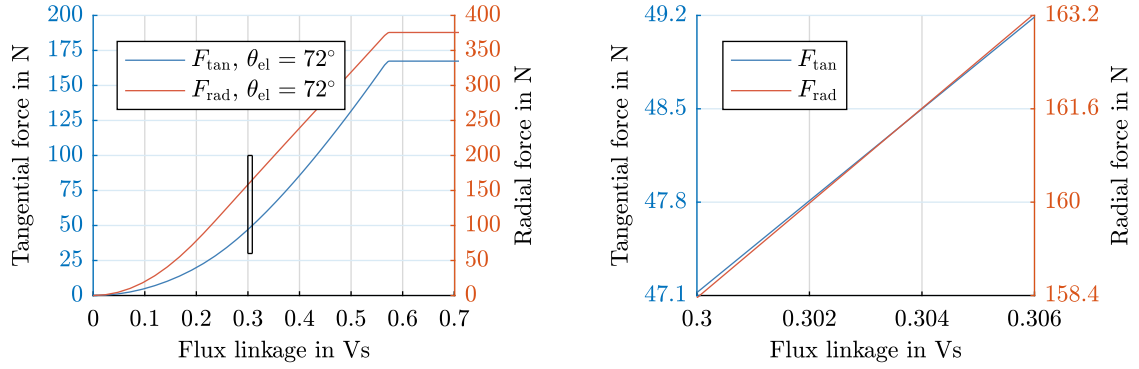 200
175
150
125
100
75
50
25
0
Tangential force in N
400
350
300
250
200
150
100
50
0
Radial force in N
F_tan, θ_el = 72°
F_rad, θ_el = 72°
0 0.1 0.2 0.3 0.4 0.5 0.6 0.7
Flux linkage in Vs
49.2
48.5
47.8
47.1
Tangential force in N
163.2
161.6
160
158.4
Radial force in N
F_tan
F_rad
0.3 0.302 0.304 0.306
Flux linkage in Vs